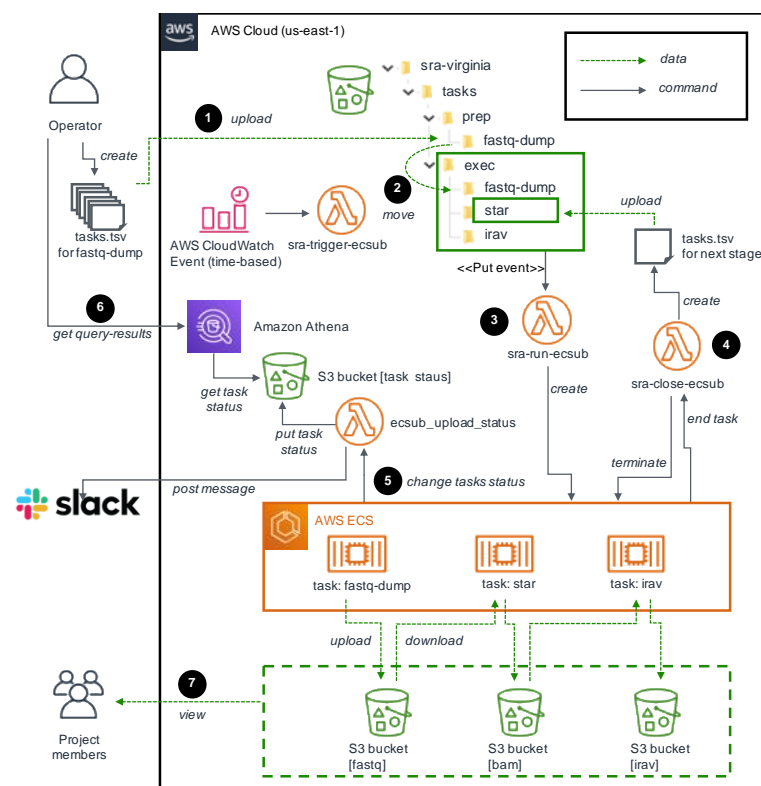 aws
AWS Cloud (us-east-1)
data
command
Operator
create
tasks.tsv
for fastq-dump
1
upload
sra-virginia
tasks
prep
fastq-dump
exec
fastq-dump
star
irav
2
move
AWS CloudWatch
Event (time-based)
sra-trigger-ecsub
upload
tasks.tsv
for next stage
<<Put event>>
create
3
sra-run-ecsub
4
sra-close-ecsub
6
get query-results
Amazon Athena
get task
status
S3 bucket [task staus]
put task
status
ecsub_upload_status
create
end task
terminate
post message
5
change tasks status
slack
AWS ECS
task: fastq-dump
task: star
task: irav
upload
download
7
view
Project
members
S3 bucket
[fastq]
S3 bucket
[bam]
S3 bucket
[irav]